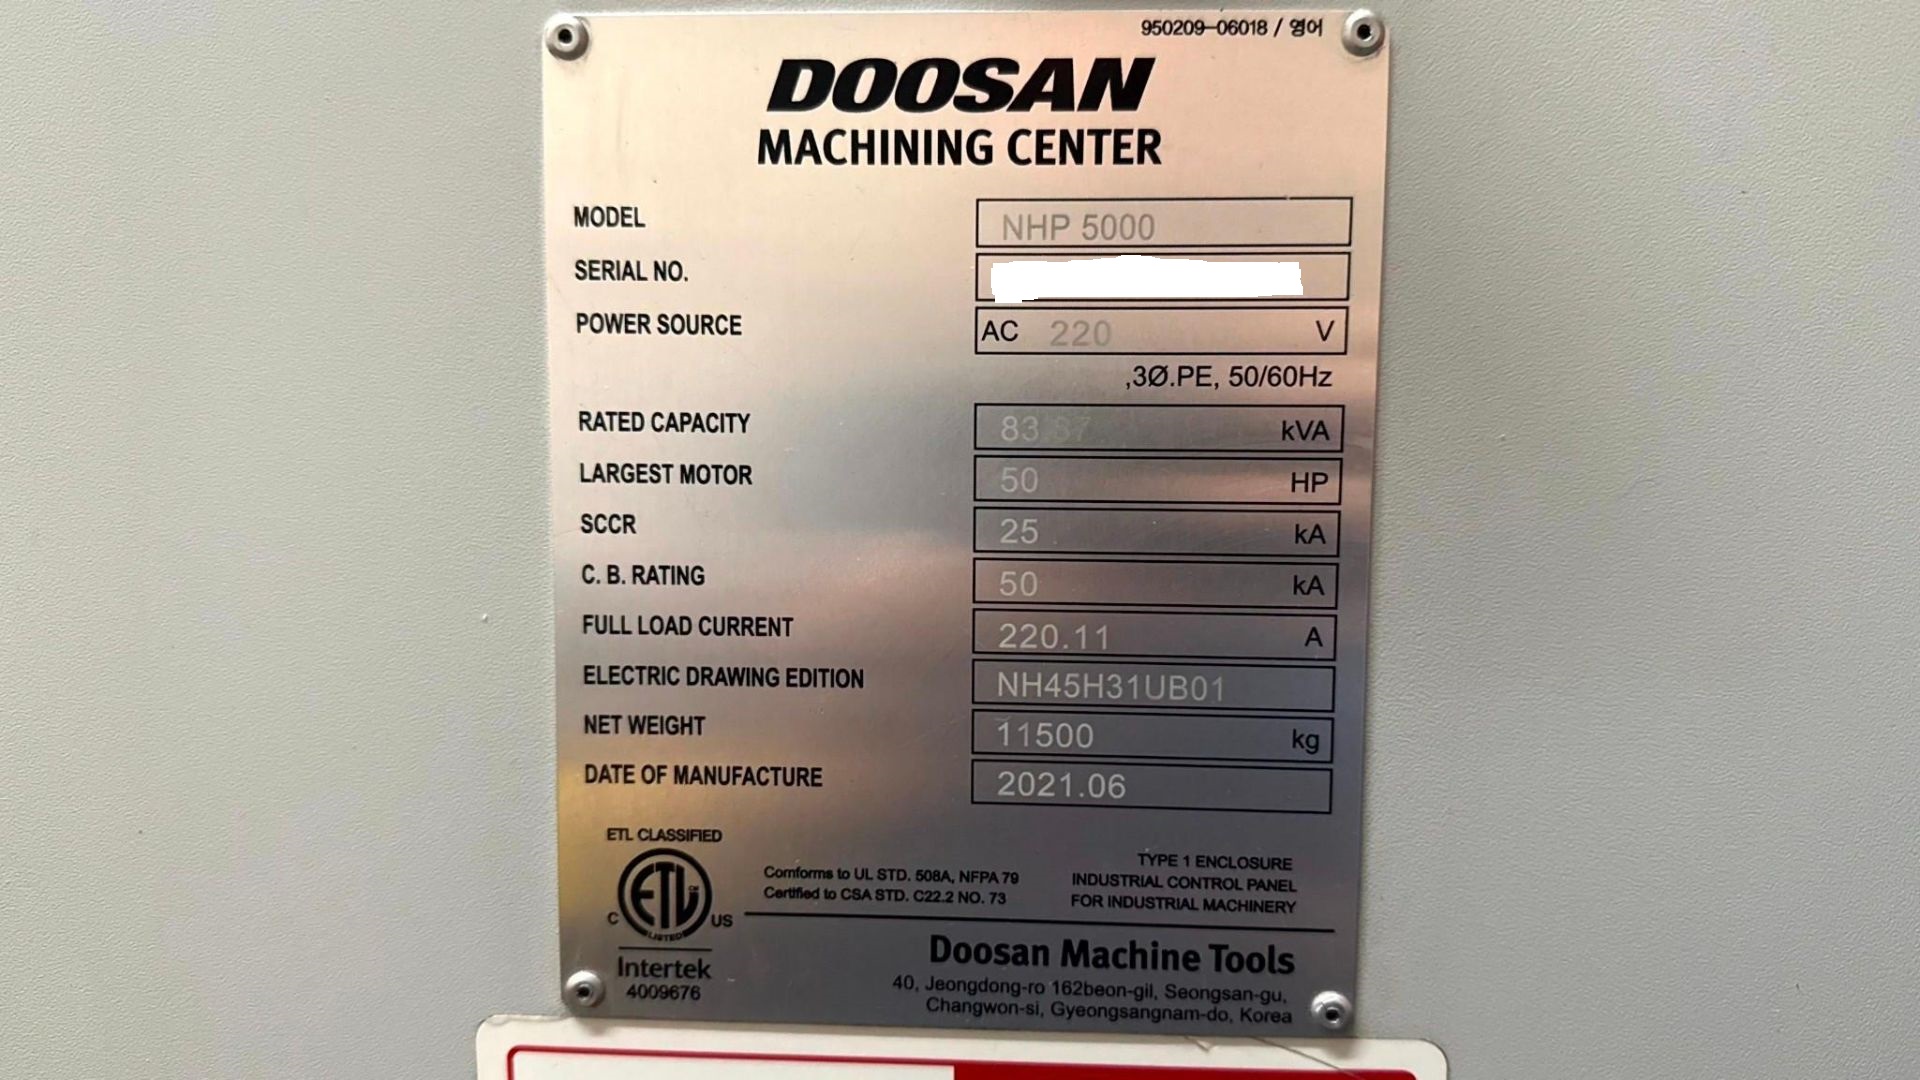 950209-06018 / 영어
DOOSAN
MACHINING CENTER
MODEL NHP 5000
SERIAL NO.
POWER SOURCE AC 220 V
,3Ø.PE, 50/60Hz
RATED CAPACITY 83.87 kVA
LARGEST MOTOR 50 HP
SCCR 25 kA
C. B. RATING 50 kA
FULL LOAD CURRENT 220.11 A
ELECTRIC DRAWING EDITION NH45H31UB01
NET WEIGHT 11500 kg
DATE OF MANUFACTURE 2021.06
ETL CLASSIFIED
C ETL CM LISTED US
Intertek
4009676
Comforms to UL STD. 508A, NFPA 79
Certified to CSA STD. C22.2 NO. 73
TYPE 1 ENCLOSURE
INDUSTRIAL CONTROL PANEL
FOR INDUSTRIAL MACHINERY
Doosan Machine Tools
40, Jeongdong-ro 162beon-gil, Seongsan-gu,
Changwon-si, Gyeongsangnam-do, Korea